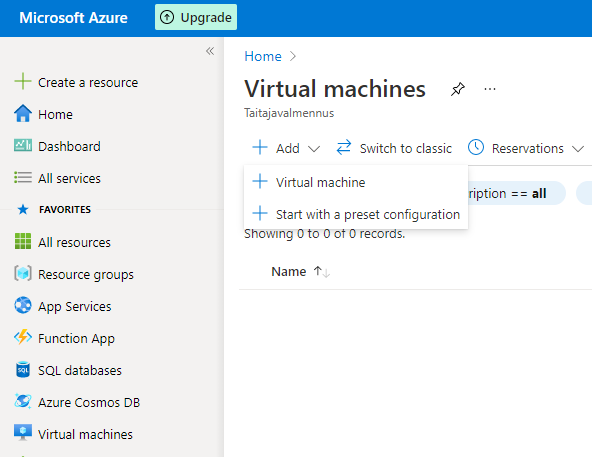 Microsoft Azure Upgrade
«
Create a resource
Home
Dashboard
All services
FAVORITES
All resources
Resource groups
App Services
Function App
SQL databases
Azure Cosmos DB
Virtual machines
Home >
Virtual machines ...
Taitajavalmennus
Add Switch to classic Reservations
Virtual machine
Start with a preset configuration
ription == all
Showing 0 to 0 of 0 records.
Name ↑↓